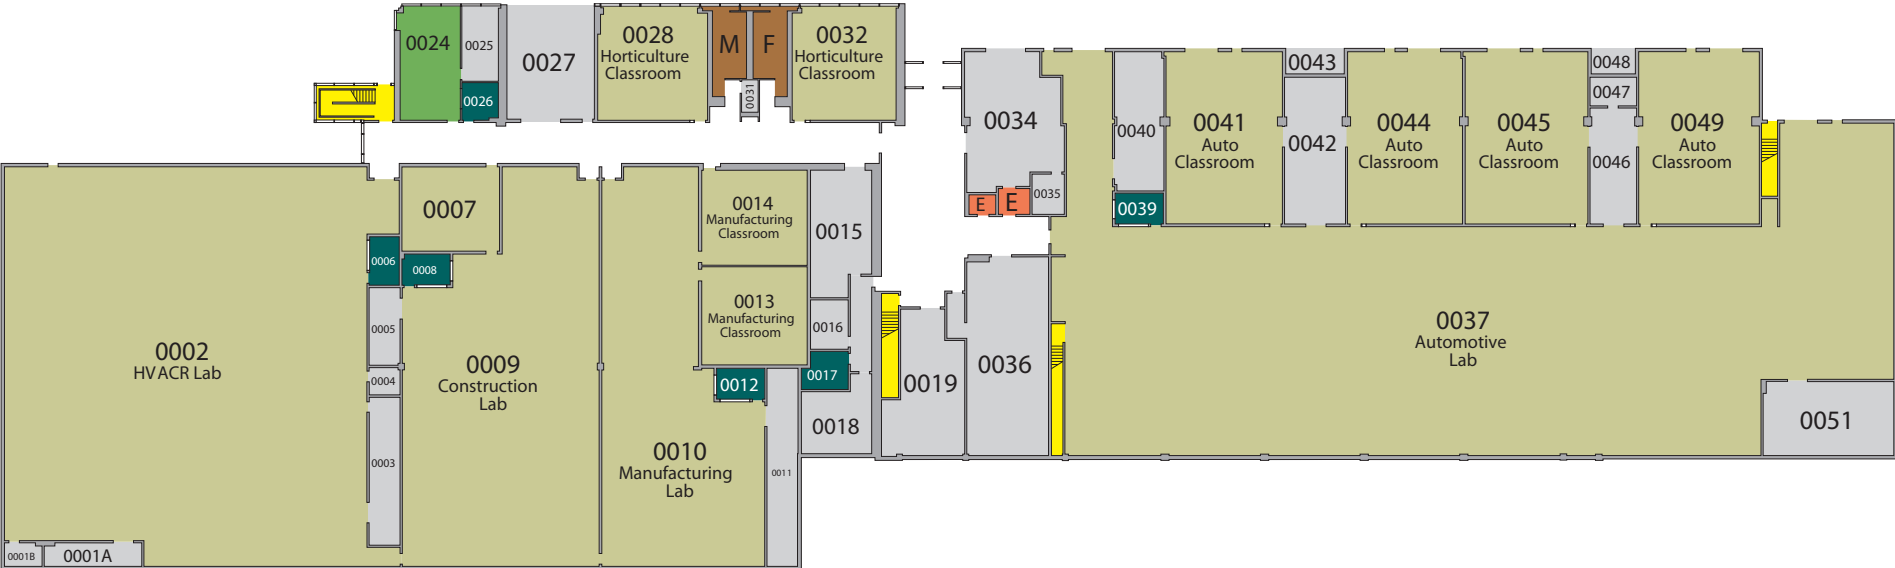 0024
0025
0026
0027
0028
Horticulture
Classroom
M
F
0031
0032
Horticulture
Classroom
0034
0035
E
E
0040
0039
0041
Auto
Classroom
0043
0042
0044
Auto
Classroom
0045
Auto
Classroom
0048
0047
0046
0049
Auto
Classroom
0002
HVACR Lab
0001B
0001A
0007
0006
0008
0005
0004
0003
0009
Construction
Lab
0014
Manufacturing
Classroom
0013
Manufacturing
Classroom
0012
0010
Manufacturing
Lab
0011
0015
0016
0017
0018
0019
0036
0037
Automotive
Lab
0051